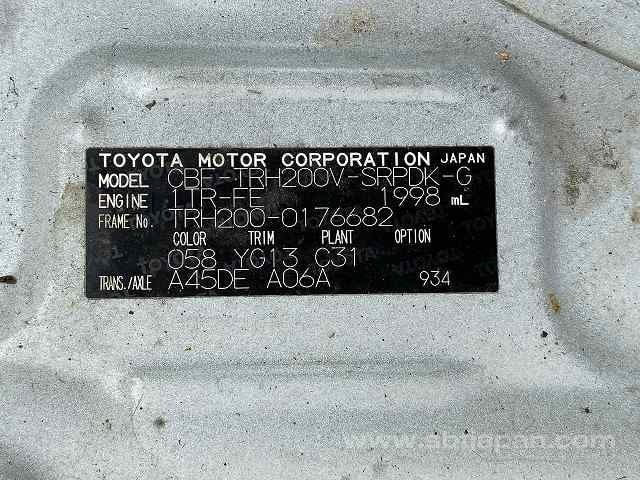 TOYOTA MOTOR CORPORATION JAPAN
MODEL CBF-TRH200V-SRPDK-G
ENGINE 1TR-FE 1998 mL
FRAME No. TRH200-0176682
COLOR TRIM PLANT OPTION
058 YG13 C31
TRANS./AXLE A45DE A06A 934
www.sbtjapan.com